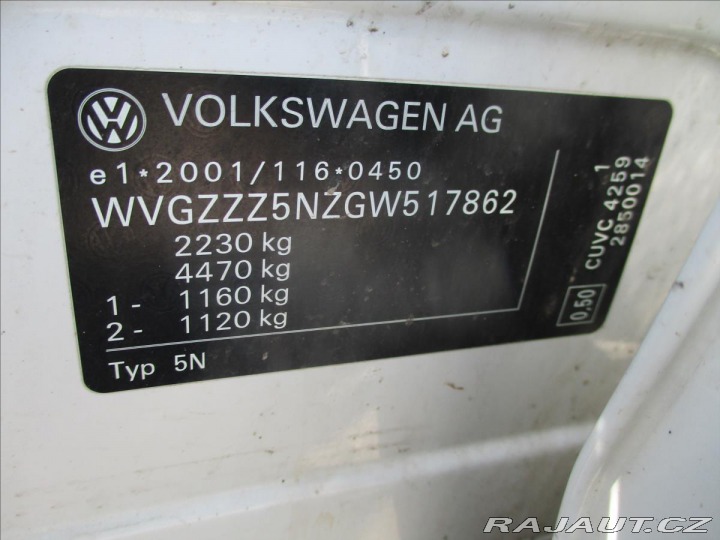 VOLKSWAGEN AG
e1*2001/116*0450
WVGZZZ5NZGW517862
2230 kg
4470 kg
1 - 1160 kg
2 - 1120 kg
Typ 5N
0,50 CUVC 4259 1
2850014
RAJAUT.CZ